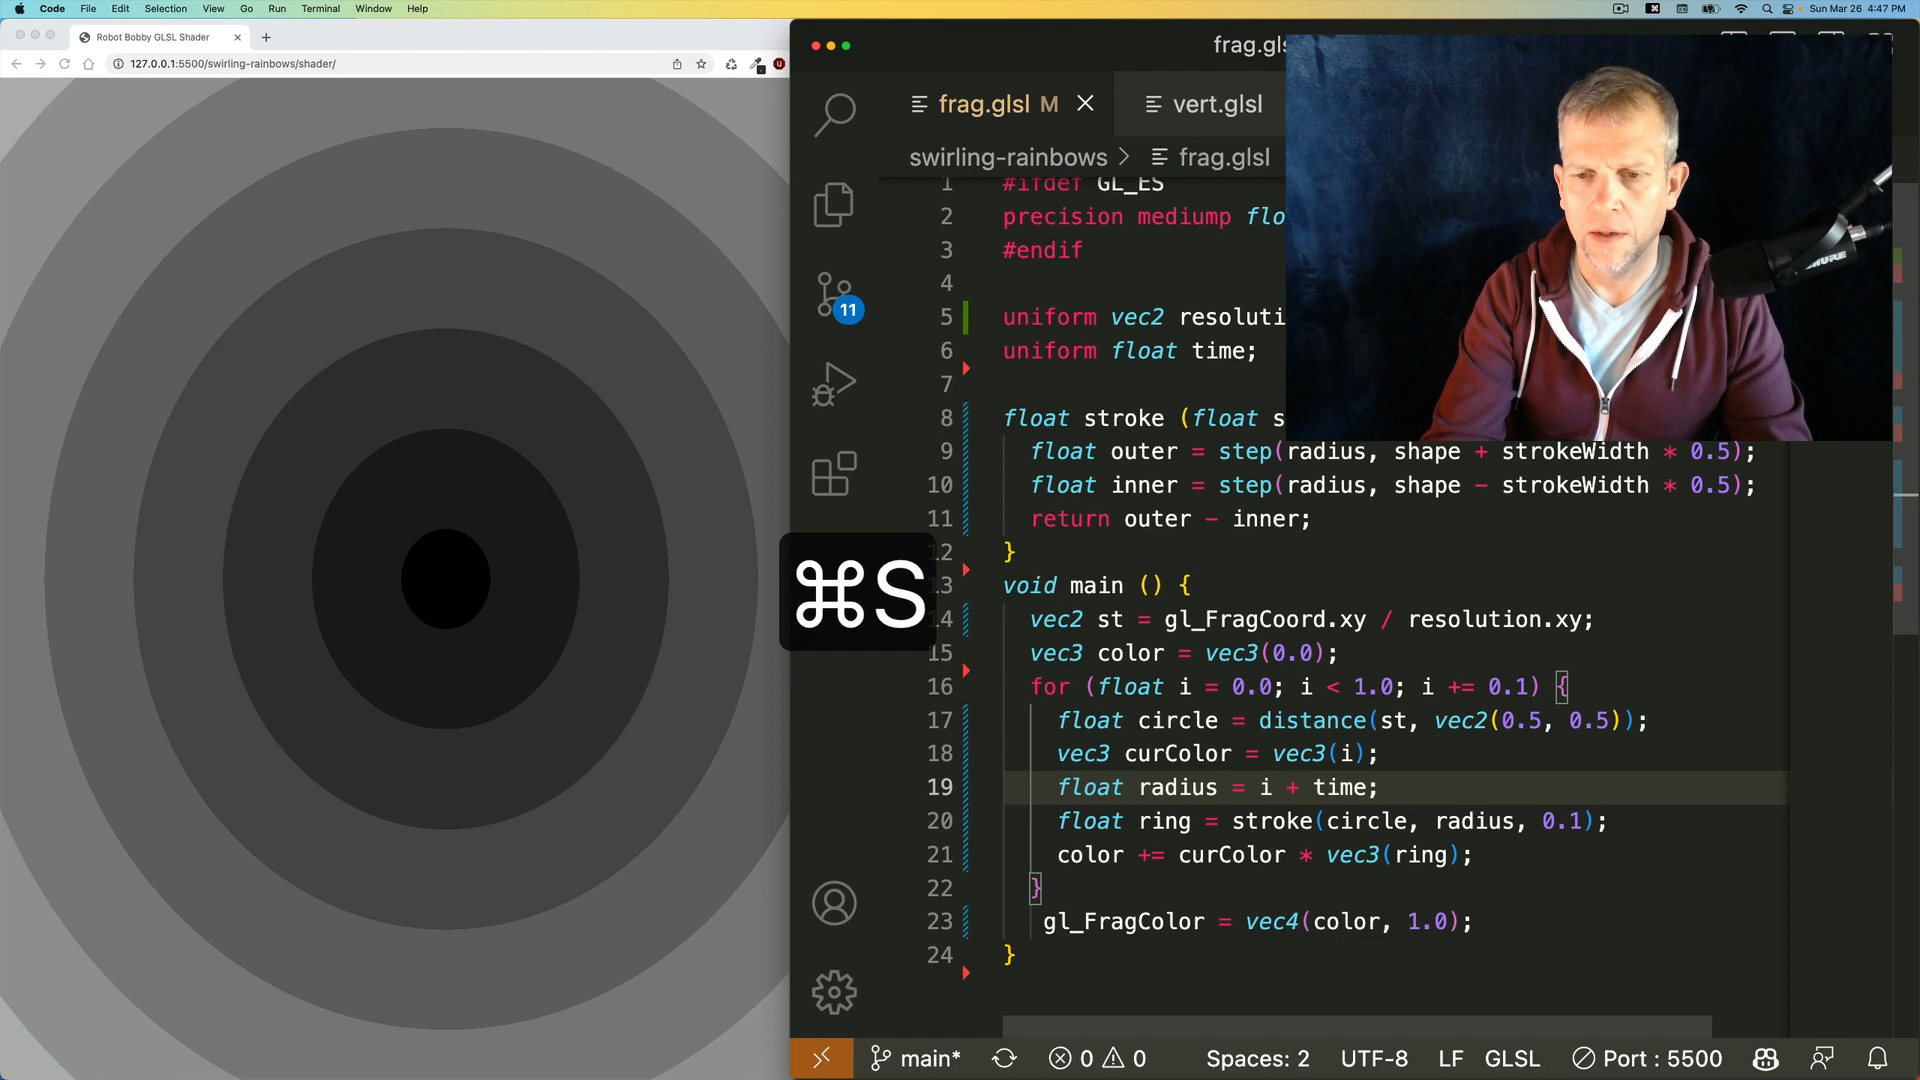 Code File Edit Selection View Go Run Terminal Window Help
Sun Mar 26 4:47 PM
Robot Bobby GLSL Shader
127.0.0.1:5500/swirling-rainbows/shader/
frag.gls
frag.glsl M
vert.glsl
swirling-rainbows > frag.glsl
1 #ifdef GL_ES
2 precision mediump flo
3 #endif
4
5 uniform vec2 resoluti
6 uniform float time;
7
8 float stroke (float s
9 float outer = step(radius, shape + strokeWidth * 0.5);
10 float inner = step(radius, shape - strokeWidth * 0.5);
11 return outer - inner;
12 }
13 void main () {
14 vec2 st = gl_FragCoord.xy / resolution.xy;
15 vec3 color = vec3(0.0);
16 for (float i = 0.0; i < 1.0; i += 0.1) {
17 float circle = distance(st, vec2(0.5, 0.5));
18 vec3 curColor = vec3(i);
19 float radius = i + time;
20 float ring = stroke(circle, radius, 0.1);
21 color += curColor * vec3(ring);
22 }
23 gl_FragColor = vec4(color, 1.0);
24 }
11
⌘S
SHURE
main* 0 0 Spaces: 2 UTF-8 LF GLSL Port : 5500